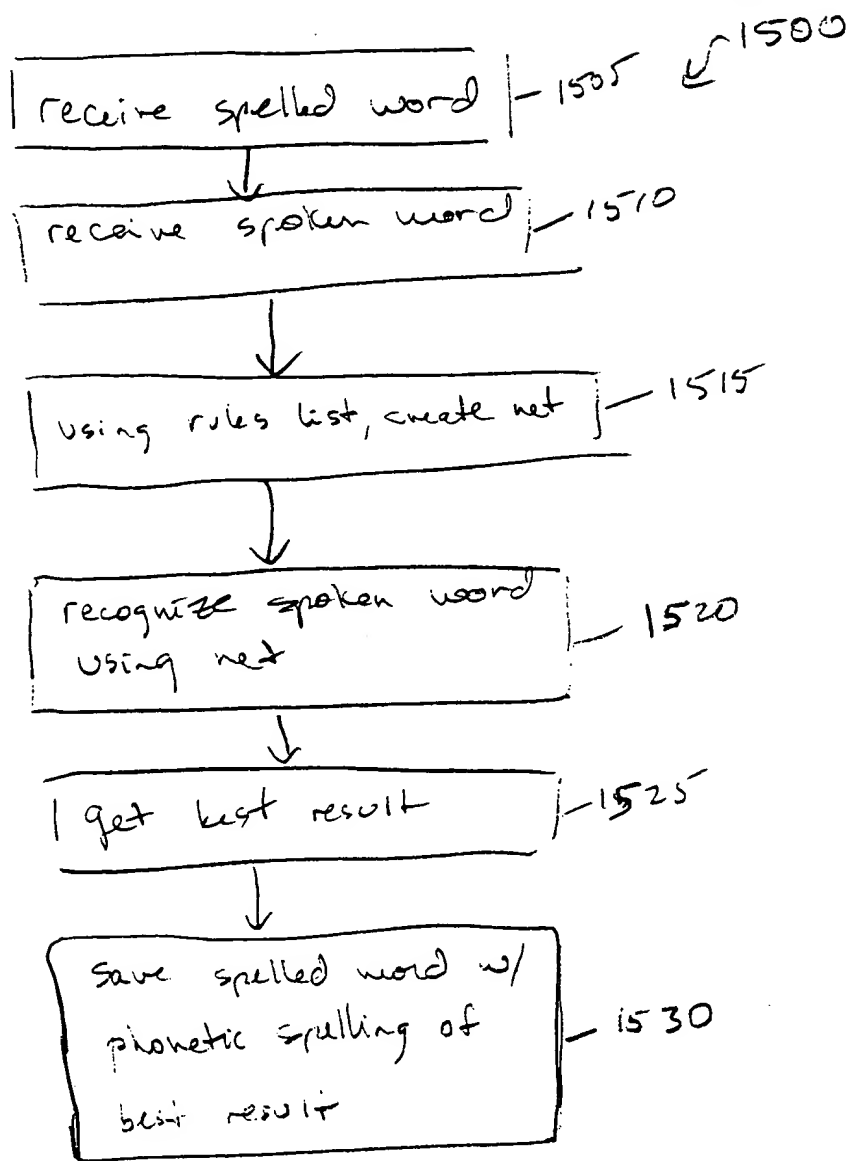 1500
receive spelled word 1505
receive spoken word 1510
using rules list, create net 1515
recognize spoken word
using net 1520
get best result 1525
save spelled word w/
phonetic spelling of 1530
best result